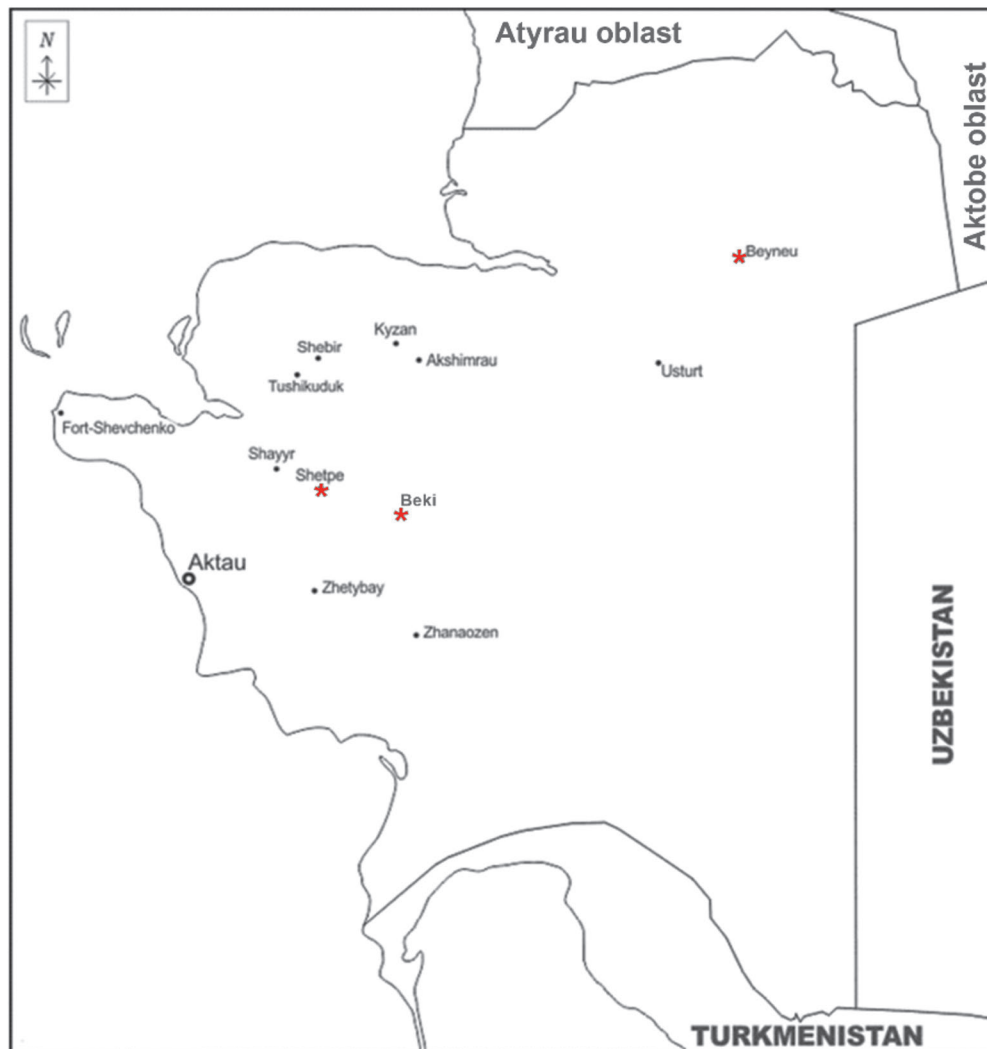 Atyrau oblast
N
Aktobe oblast
Beyneu
Kyzan
Shebir
Akshimrau
Usturt
Tushikuduk
Fort-Shevchenko
Shayyr
Shetpe
Beki
Aktau
Zhetybay
Zhanaozen
UZBEKISTAN
TURKMENISTAN